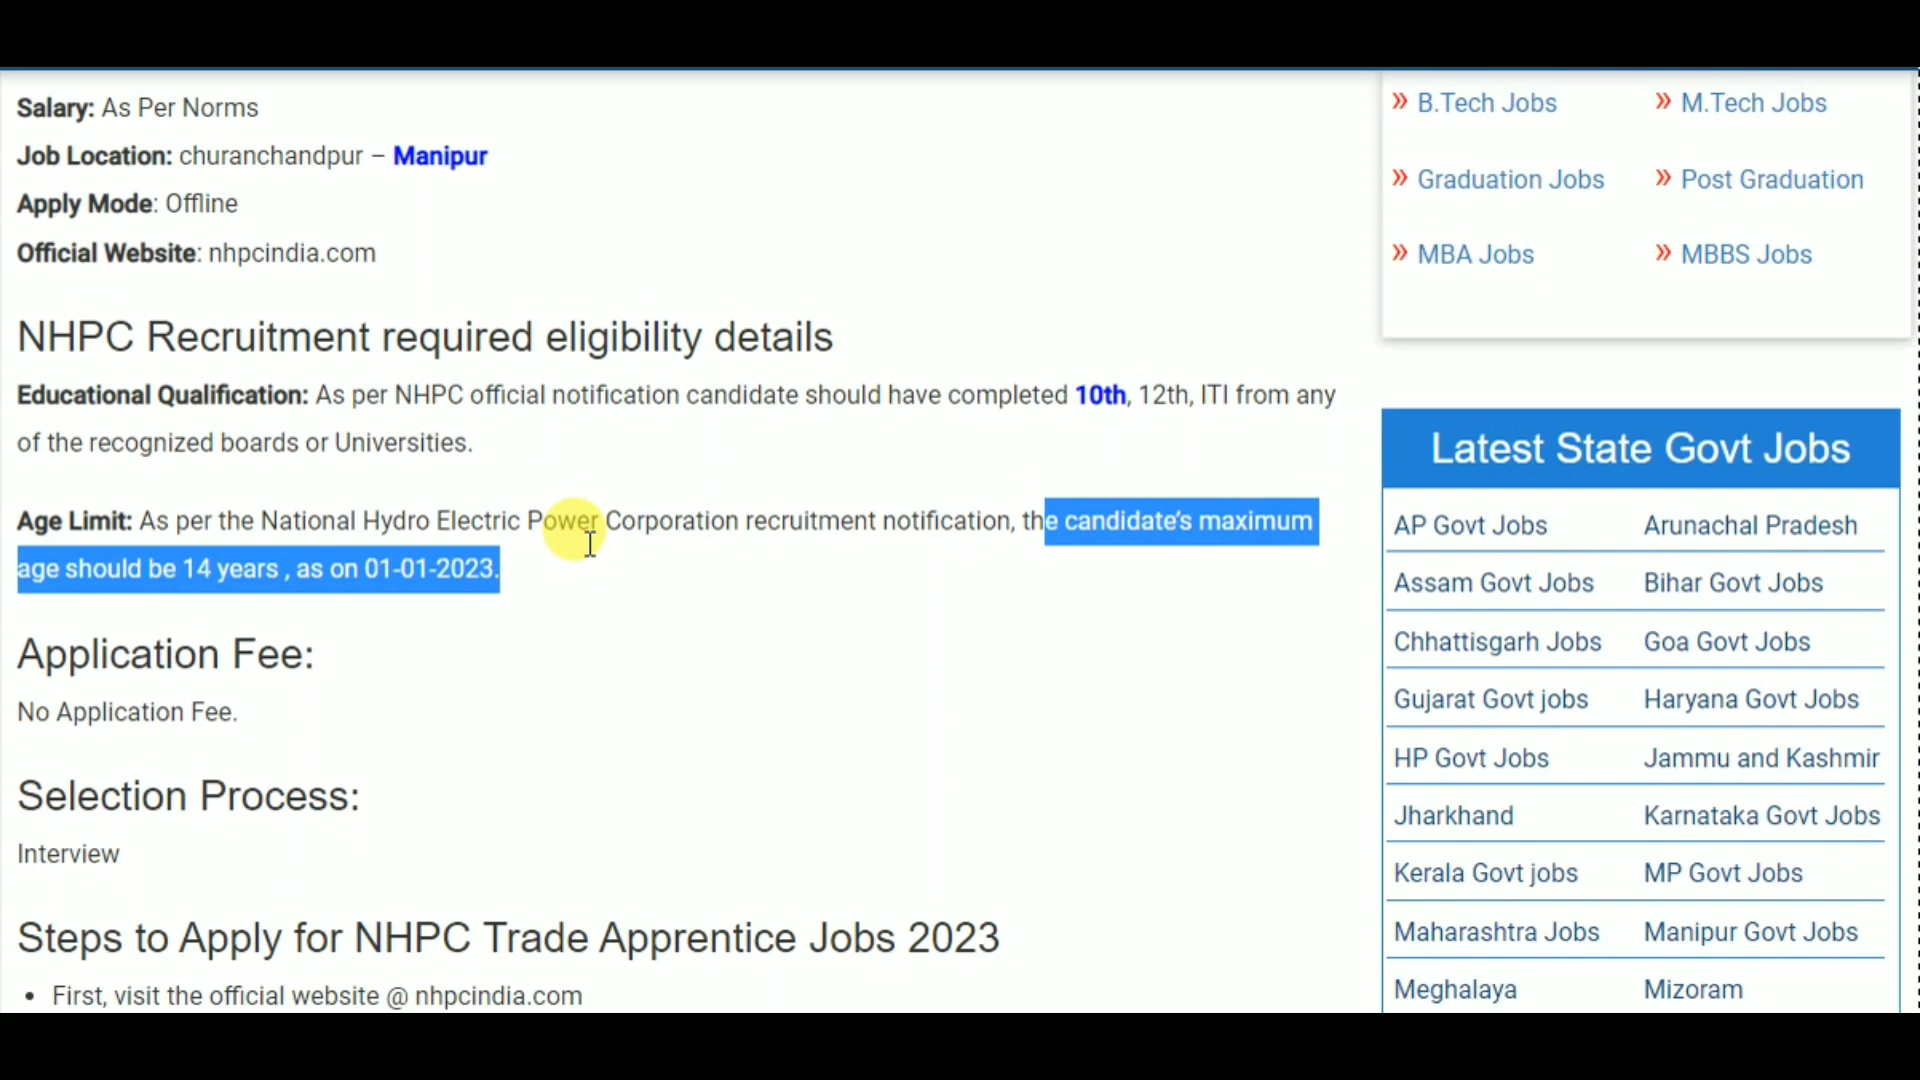 Salary: As Per Norms
Job Location: churanchandpur – Manipur
Apply Mode: Offline
Official Website: nhpcindia.com
NHPC Recruitment required eligibility details
Educational Qualification: As per NHPC official notification candidate should have completed 10th, 12th, ITI from any
of the recognized boards or Universities.
Age Limit: As per the National Hydro Electric Power Corporation recruitment notification, the candidate’s maximum
age should be 14 years , as on 01-01-2023.
Application Fee:
No Application Fee.
Selection Process:
Interview
Steps to Apply for NHPC Trade Apprentice Jobs 2023
• First, visit the official website @ nhpcindia.com
» B.Tech Jobs » M.Tech Jobs
» Graduation Jobs » Post Graduation
» MBA Jobs » MBBS Jobs
Latest State Govt Jobs
AP Govt Jobs Arunachal Pradesh
Assam Govt Jobs Bihar Govt Jobs
Chhattisgarh Jobs Goa Govt Jobs
Gujarat Govt jobs Haryana Govt Jobs
HP Govt Jobs Jammu and Kashmir
Jharkhand Karnataka Govt Jobs
Kerala Govt jobs MP Govt Jobs
Maharashtra Jobs Manipur Govt Jobs
Meghalaya Mizoram